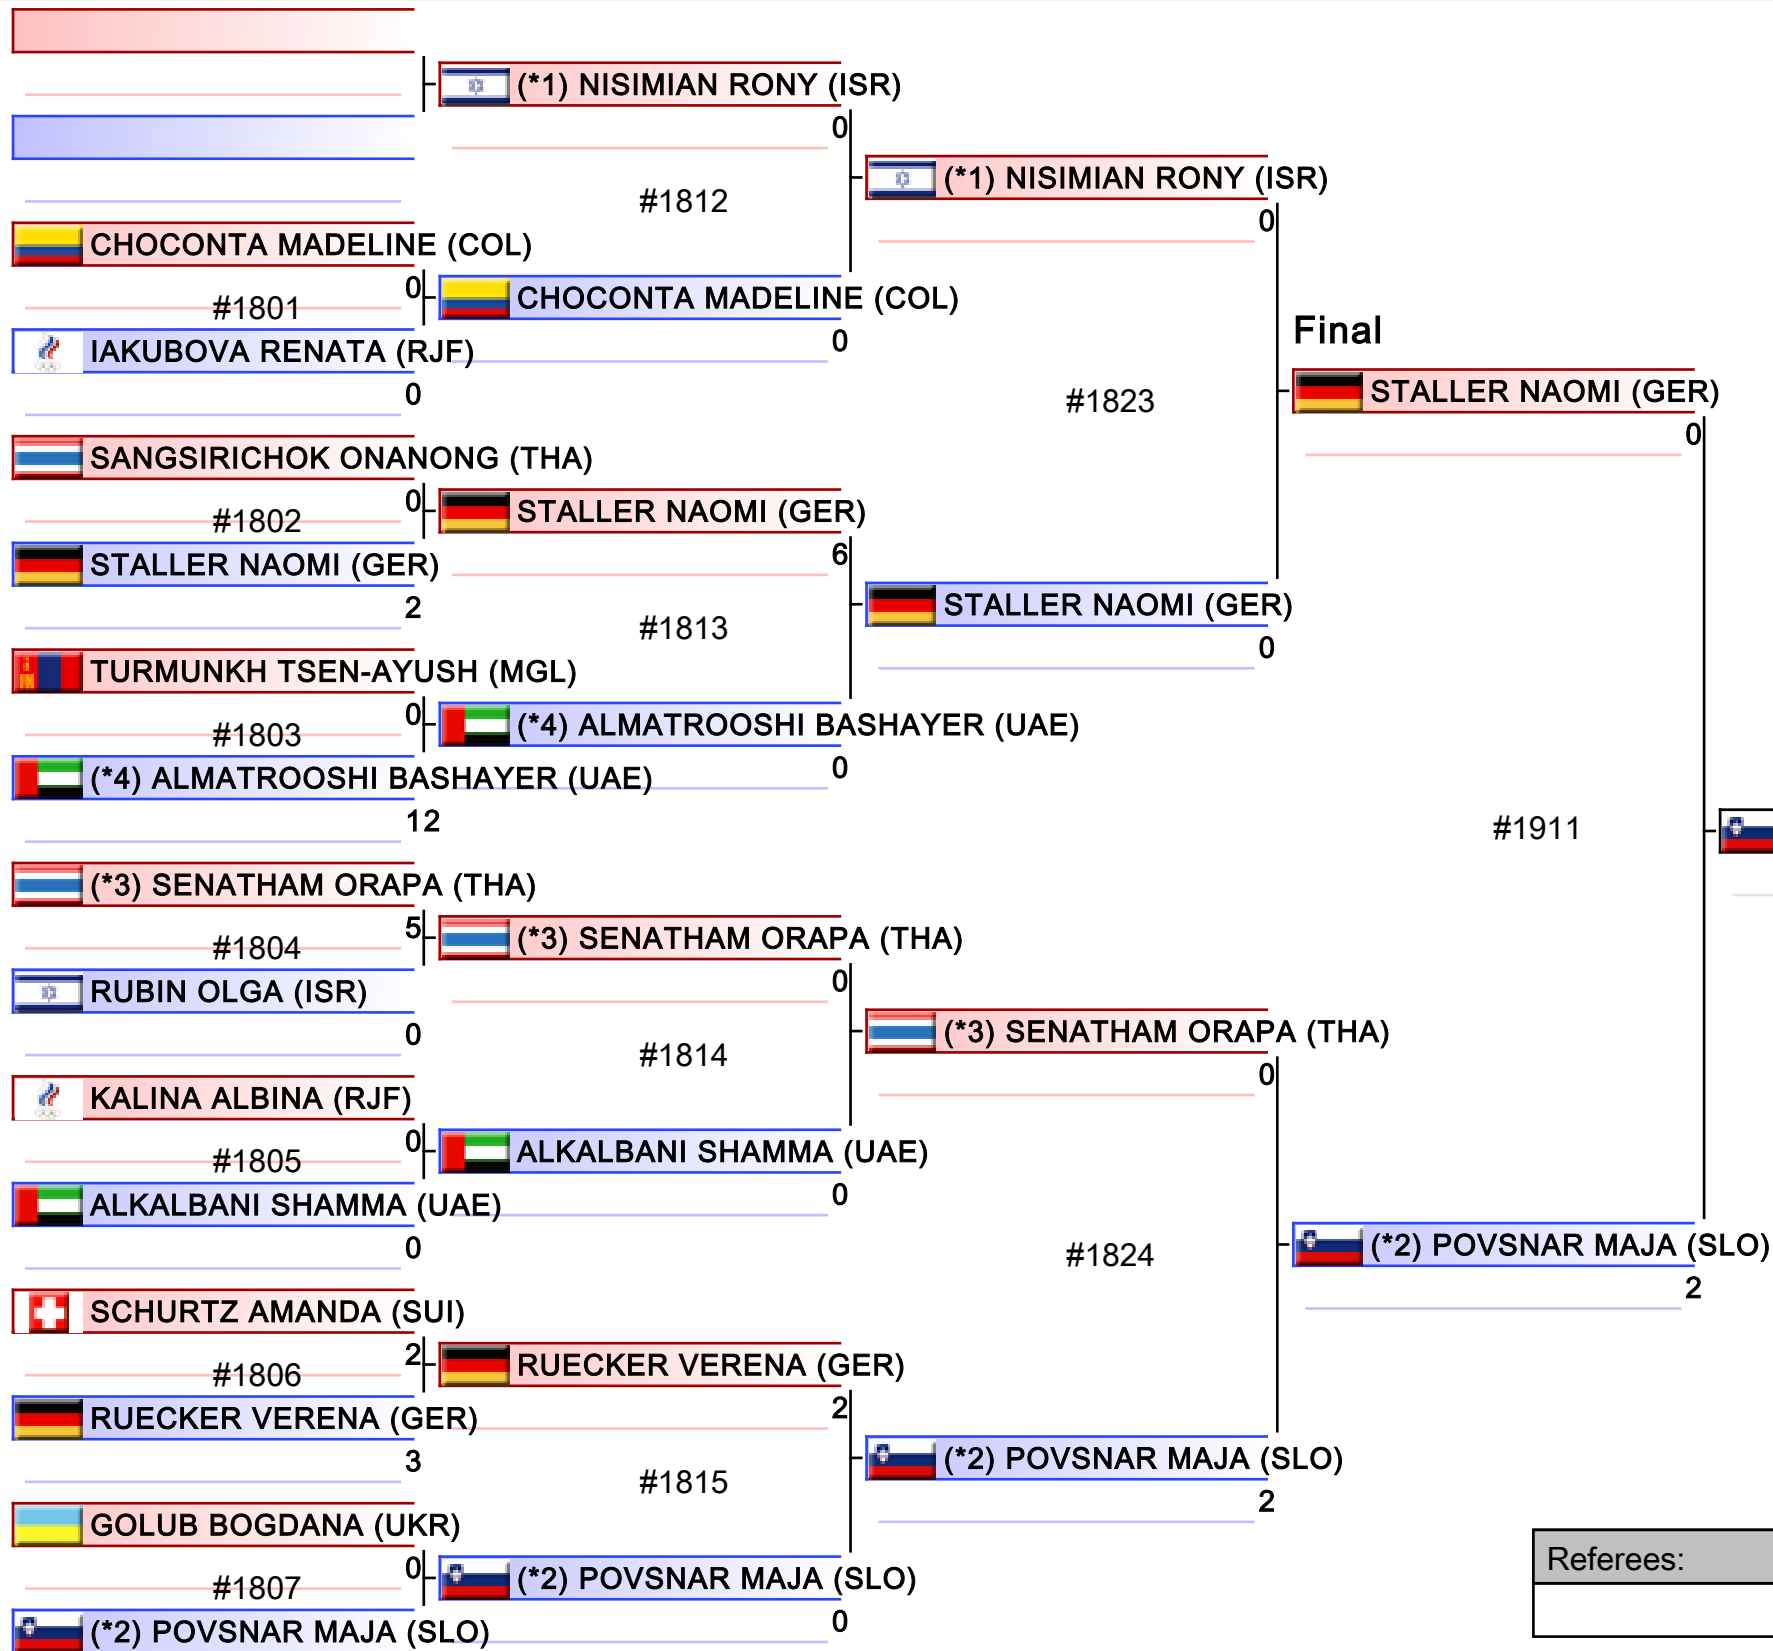 (*1) NISIMIAN RONY (ISR)
0
(*1) NISIMIAN RONY (ISR)
#1812
0
CHOCONTA MADELINE (COL)
0
#1801
CHOCONTA MADELINE (COL)
Final
0
IAKUBOVA RENATA (RJF)
0
#1823
STALLER NAOMI (GER)
0
SANGSIRICHOK ONANONG (THA)
0
#1802
STALLER NAOMI (GER)
6
STALLER NAOMI (GER)
2
#1813
STALLER NAOMI (GER)
0
TURMUNKH TSEN-AYUSH (MGL)
0
#1803
(*4) ALMATROOSHI BASHAYER (UAE)
0
(*4) ALMATROOSHI BASHAYER (UAE)
12
#1911
(*3) SENATHAM ORAPA (THA)
5
#1804
(*3) SENATHAM ORAPA (THA)
0
RUBIN OLGA (ISR)
0
#1814
(*3) SENATHAM ORAPA (THA)
0
KALINA ALBINA (RJF)
0
#1805
ALKALBANI SHAMMA (UAE)
0
ALKALBANI SHAMMA (UAE)
0
#1824
(*2) POVSNAR MAJA (SLO)
2
SCHURTZ AMANDA (SUI)
2
#1806
RUECKER VERENA (GER)
2
RUECKER VERENA (GER)
3
#1815
(*2) POVSNAR MAJA (SLO)
2
GOLUB BOGDANA (UKR)
0
#1807
(*2) POVSNAR MAJA (SLO)
0
(*2) POVSNAR MAJA (SLO)
Referees: